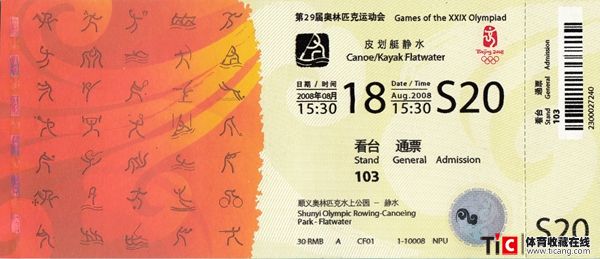 第29届奥林匹克运动会 Games of the XXIX Olympiad
皮划艇静水
Canoe/Kayak Flatwater
Beijing 2008
日期 / 时间 Date / Time
2008年08月 18 Aug.2008 S20
15:30 15:30
看台 通票
Stand General Admission
103
顺义奥林匹克水上公园 - 静水
Shunyi Olympic Rowing-Canoeing
Park - Flatwater
30 RMB A CF01 1-10008 NPU
看台 通票
Stand General Admission
103
2300027240
S20
TiC 体育收藏在线
www.ticang.com